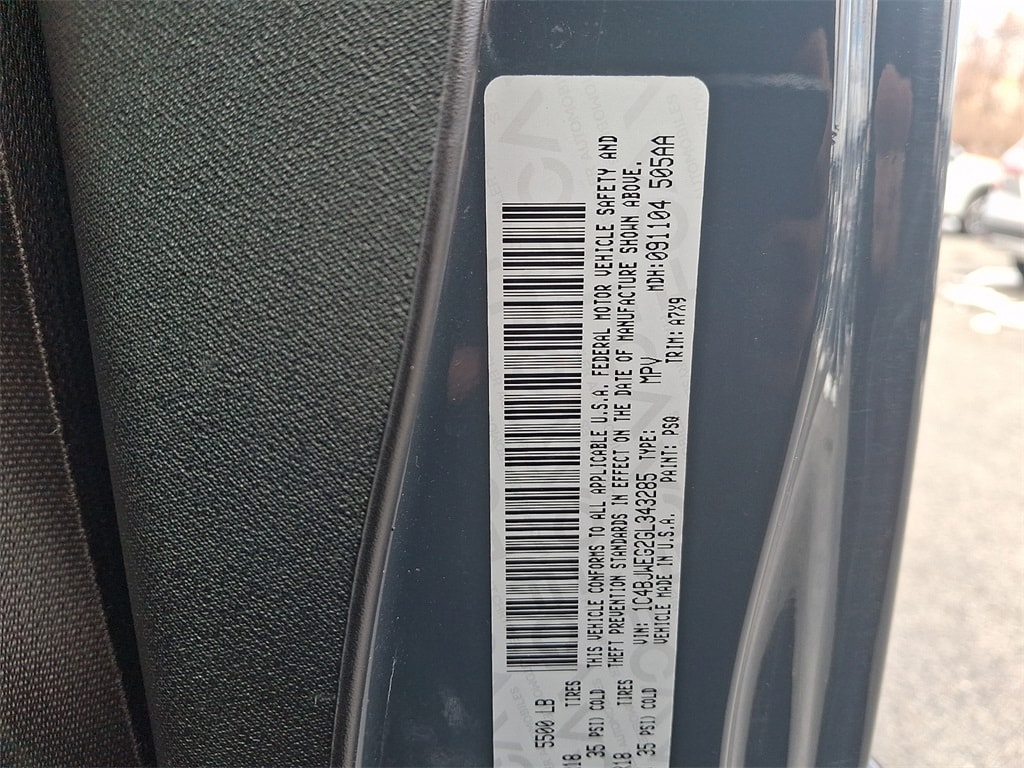 5500 LB
18 TIRES
35 PSI) COLD
THIS VEHICLE CONFORMS TO ALL APPLICABLE U.S.A. FEDERAL MOTOR VEHICLE SAFETY AND
R18 TIRES THEFT PREVENTION STANDARDS IN EFFECT ON THE DATE OF MANUFACTURE SHOWN ABOVE.
35 PSI) COLD VIN: 1C4BJWEG2GL343285 TYPE: MPV MDH:091104 505AA
VEHICLE MADE IN U.S.A. PAINT: PSQ TRIM: A7X9